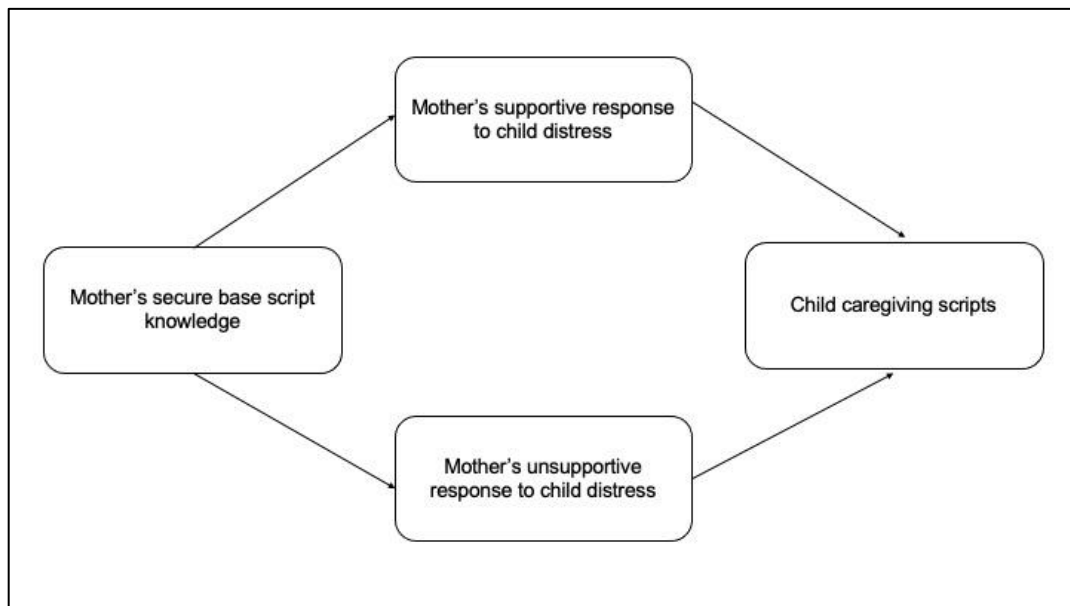 Mother’s supportive response
to child distress
Mother’s secure base script
knowledge
Child caregiving scripts
Mother’s unsupportive
response to child distress